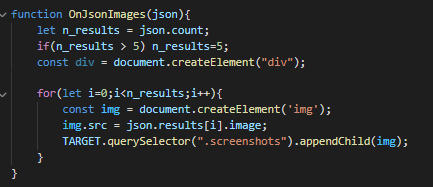 function OnJsonImages(json){
    let n_results = json.count;
    if(n_results > 5) n_results=5;
    const div = document.createElement("div");

    for(let i=0;i<n_results;i++){
        const img = document.createElement('img');
        img.src = json.results[i].image;
        TARGET.querySelector(".screenshots").appendChild(img);
    }
}